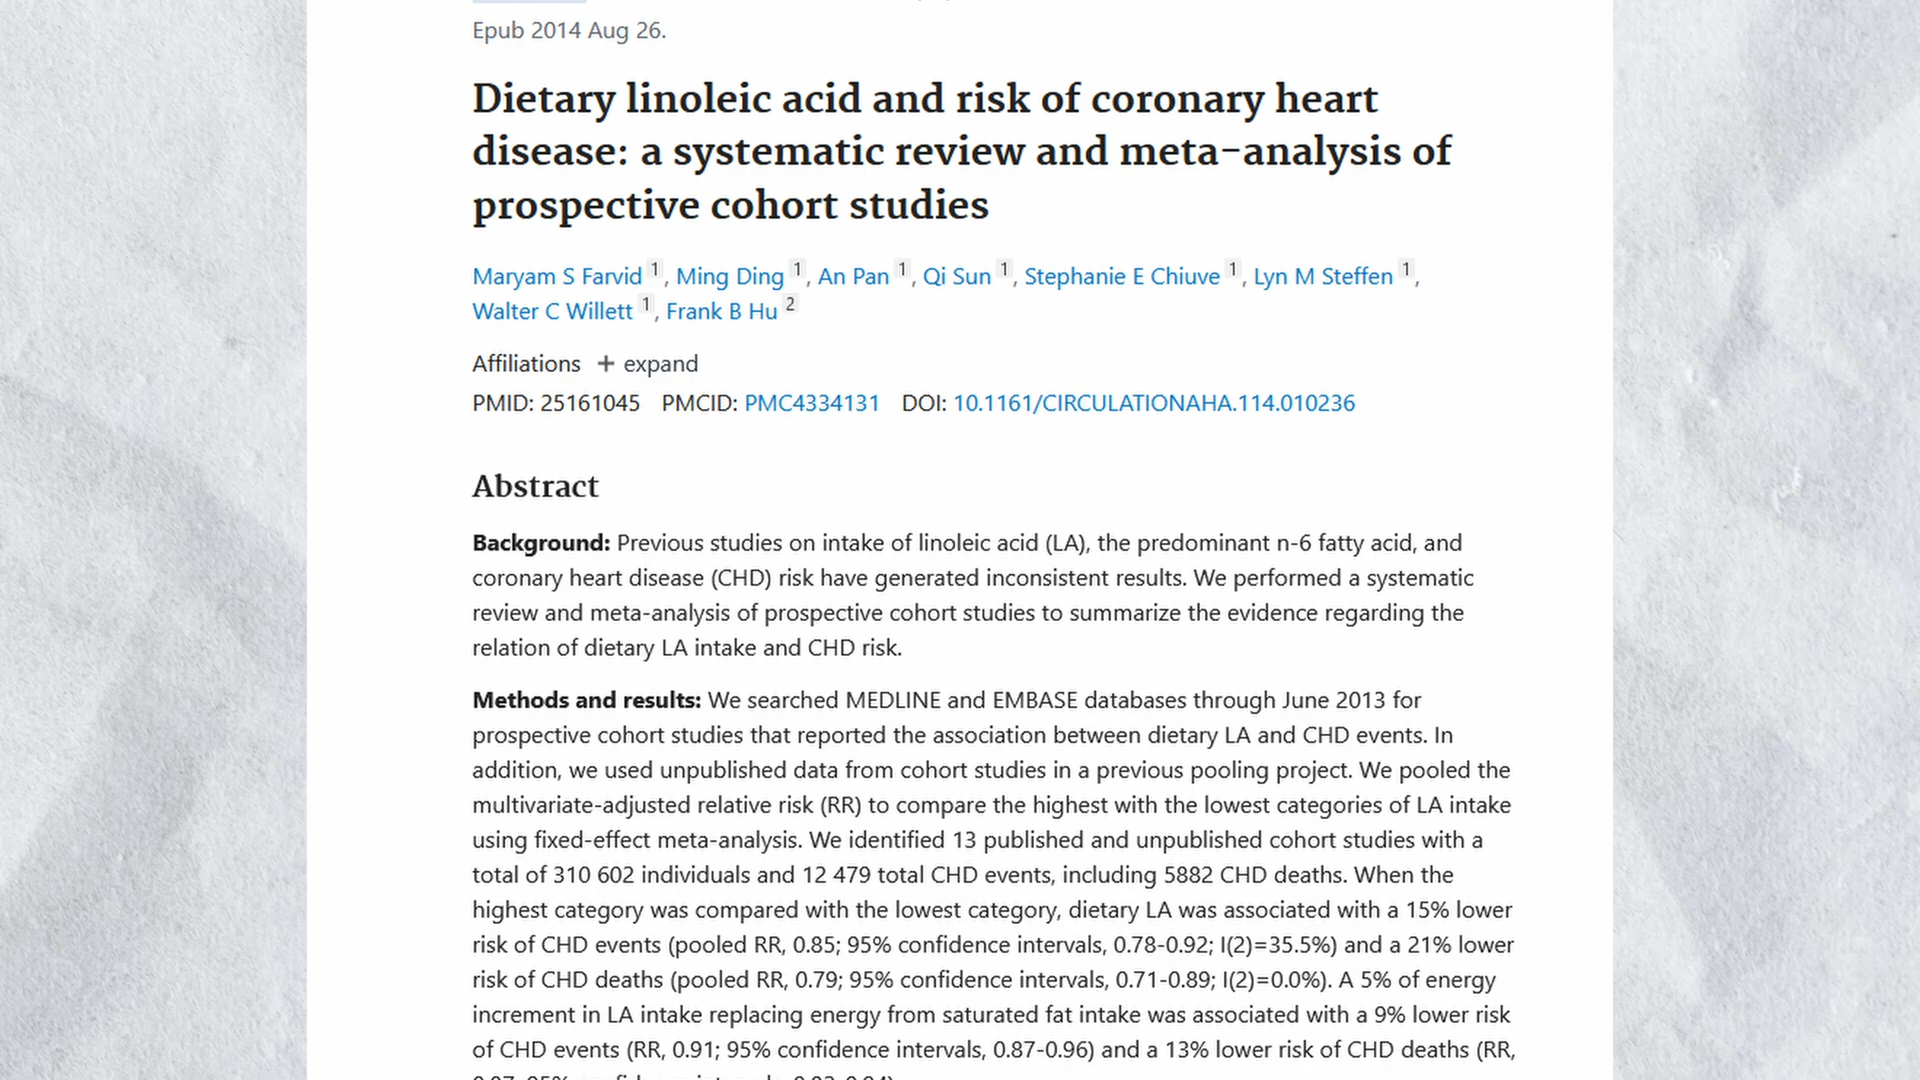 Epub 2014 Aug 26.
Dietary linoleic acid and risk of coronary heart
disease: a systematic review and meta-analysis of
prospective cohort studies
Maryam S Farvid 1, Ming Ding 1, An Pan 1, Qi Sun 1, Stephanie E Chiuve 1, Lyn M Steffen 1,
Walter C Willett 1, Frank B Hu 2
Affiliations + expand
PMID: 25161045 PMCID: PMC4334131 DOI: 10.1161/CIRCULATIONAHA.114.010236
Abstract
Background: Previous studies on intake of linoleic acid (LA), the predominant n-6 fatty acid, and
coronary heart disease (CHD) risk have generated inconsistent results. We performed a systematic
review and meta-analysis of prospective cohort studies to summarize the evidence regarding the
relation of dietary LA intake and CHD risk.
Methods and results: We searched MEDLINE and EMBASE databases through June 2013 for
prospective cohort studies that reported the association between dietary LA and CHD events. In
addition, we used unpublished data from cohort studies in a previous pooling project. We pooled the
multivariate-adjusted relative risk (RR) to compare the highest with the lowest categories of LA intake
using fixed-effect meta-analysis. We identified 13 published and unpublished cohort studies with a
total of 310 602 individuals and 12 479 total CHD events, including 5882 CHD deaths. When the
highest category was compared with the lowest category, dietary LA was associated with a 15% lower
risk of CHD events (pooled RR, 0.85; 95% confidence intervals, 0.78-0.92; I(2)=35.5%) and a 21% lower
risk of CHD deaths (pooled RR, 0.79; 95% confidence intervals, 0.71-0.89; I(2)=0.0%). A 5% of energy
increment in LA intake replacing energy from saturated fat intake was associated with a 9% lower risk
of CHD events (RR, 0.91; 95% confidence intervals, 0.87-0.96) and a 13% lower risk of CHD deaths (RR,